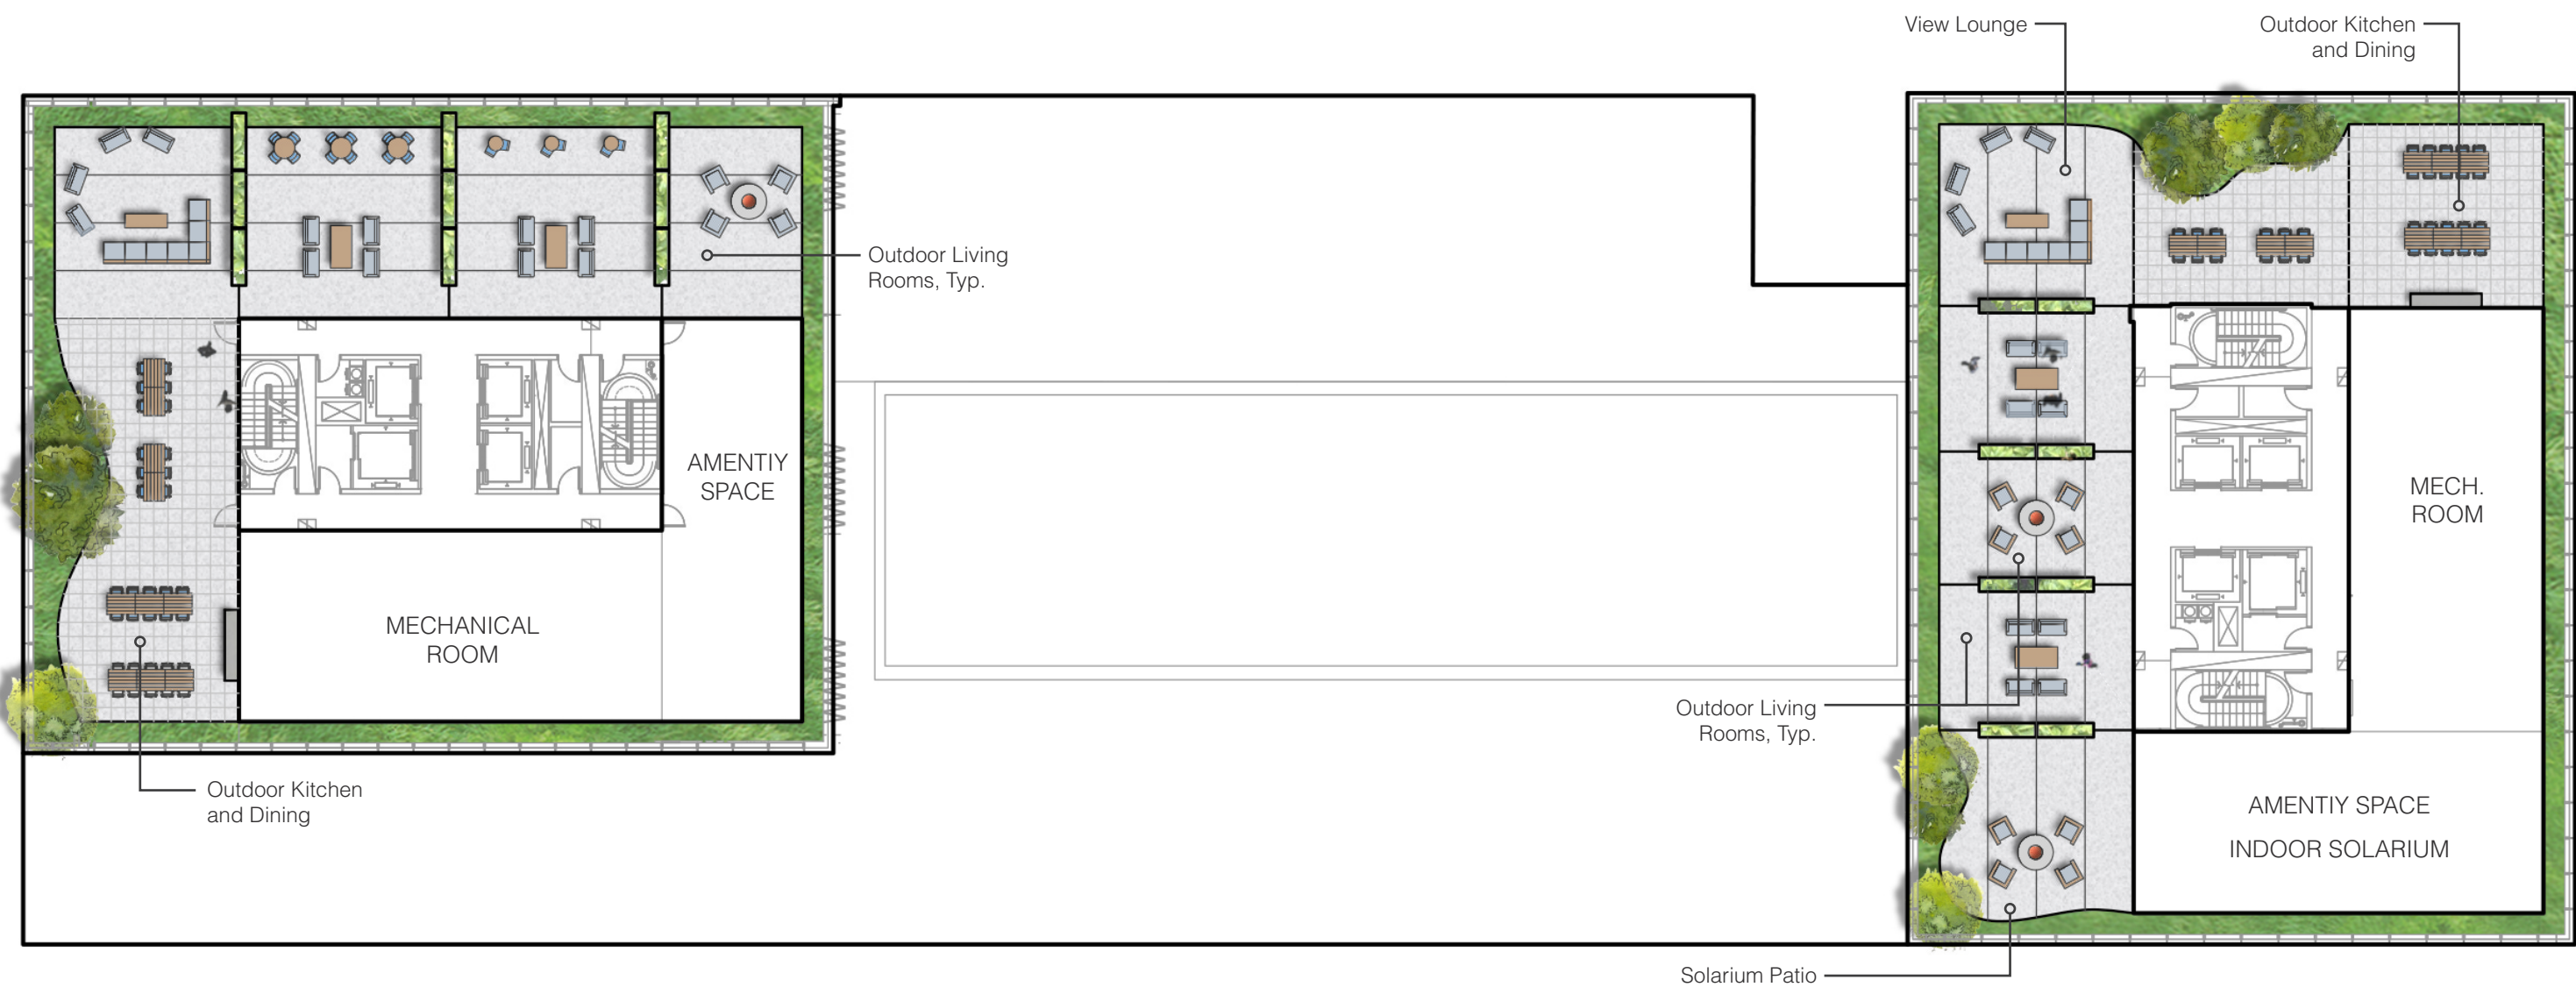 View Lounge
Outdoor Kitchen
and Dining
Outdoor Living
Rooms, Typ.
AMENTIY
SPACE
MECHANICAL
ROOM
MECH.
ROOM
Outdoor Living
Rooms, Typ.
Outdoor Kitchen
and Dining
AMENTIY SPACE
INDOOR SOLARIUM
Solarium Patio